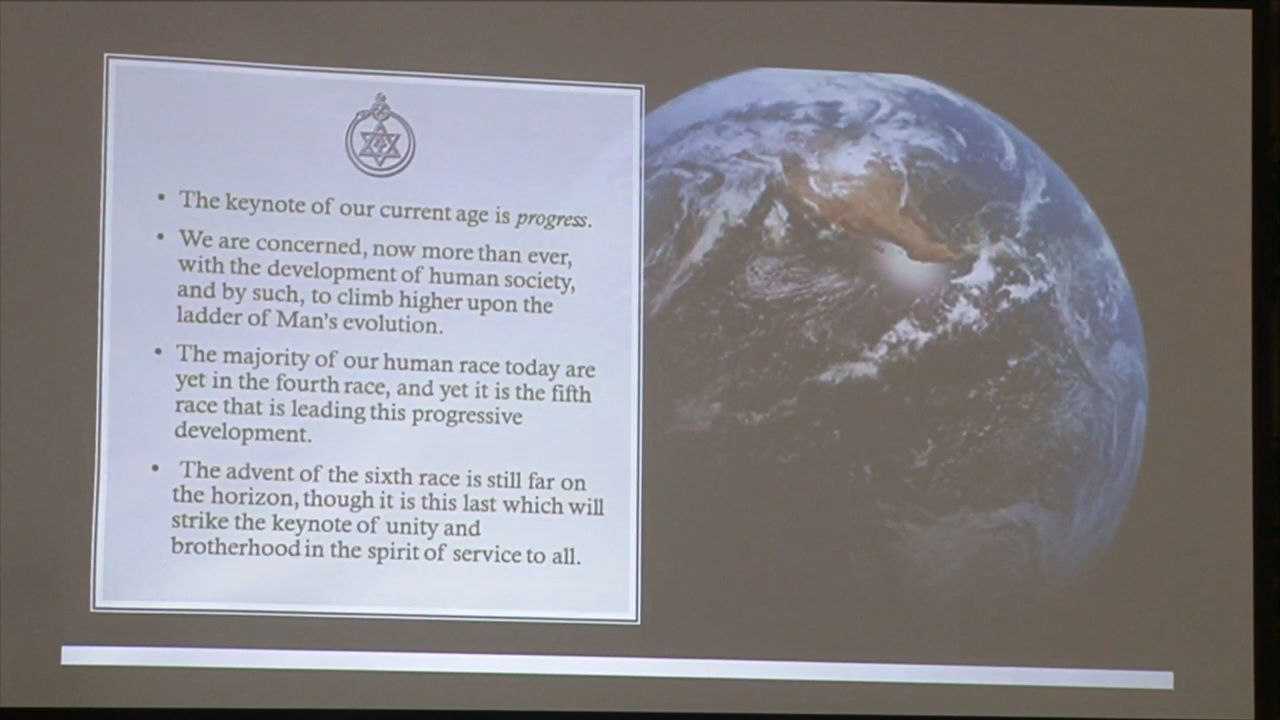 • The keynote of our current age is progress.
• We are concerned, now more than ever,
with the development of human society,
and by such, to climb higher upon the
ladder of Man's evolution.
• The majority of our human race today are
yet in the fourth race, and yet it is the fifth
race that is leading this progressive
development.
• The advent of the sixth race is still far on
the horizon, though it is this last which will
strike the keynote of unity and
brotherhood in the spirit of service to all.